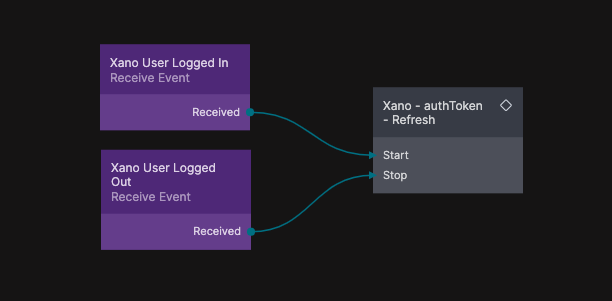 Xano User Logged In
Receive Event
Received
Xano User Logged
Out
Receive Event
Received
Xano - authToken
- Refresh
Start
Stop